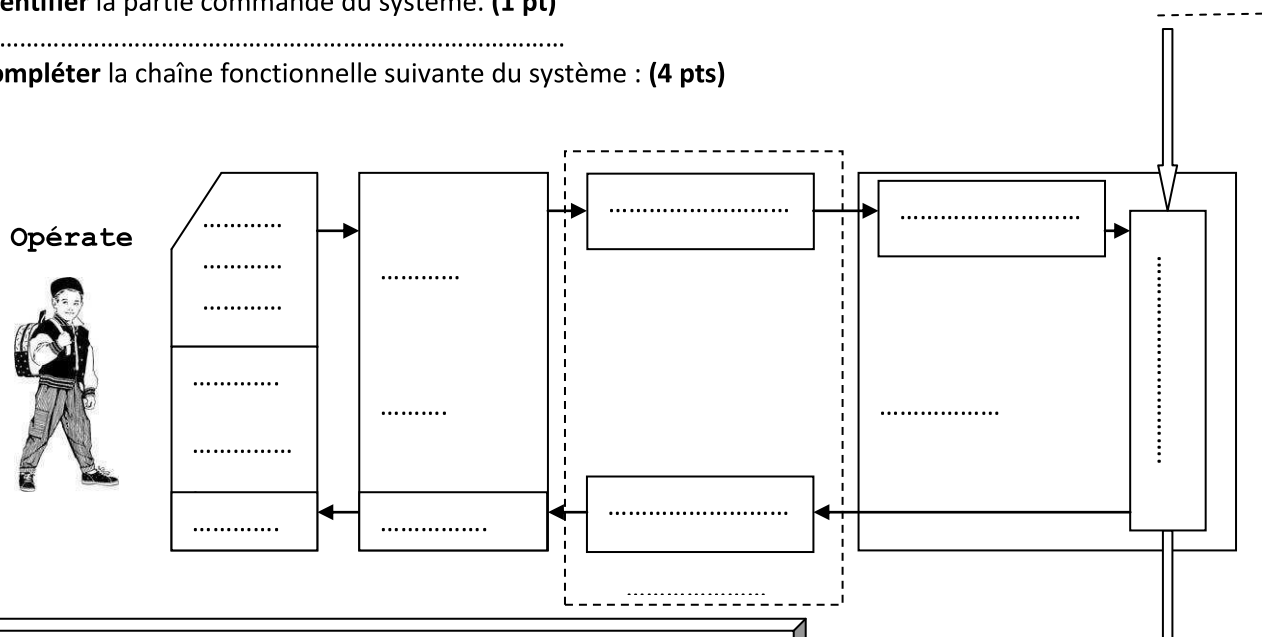 entifier la partie commande du système. (1 pt)
ompléter la chaîne fonctionnelle suivante du système : (4 pts)
Opérate